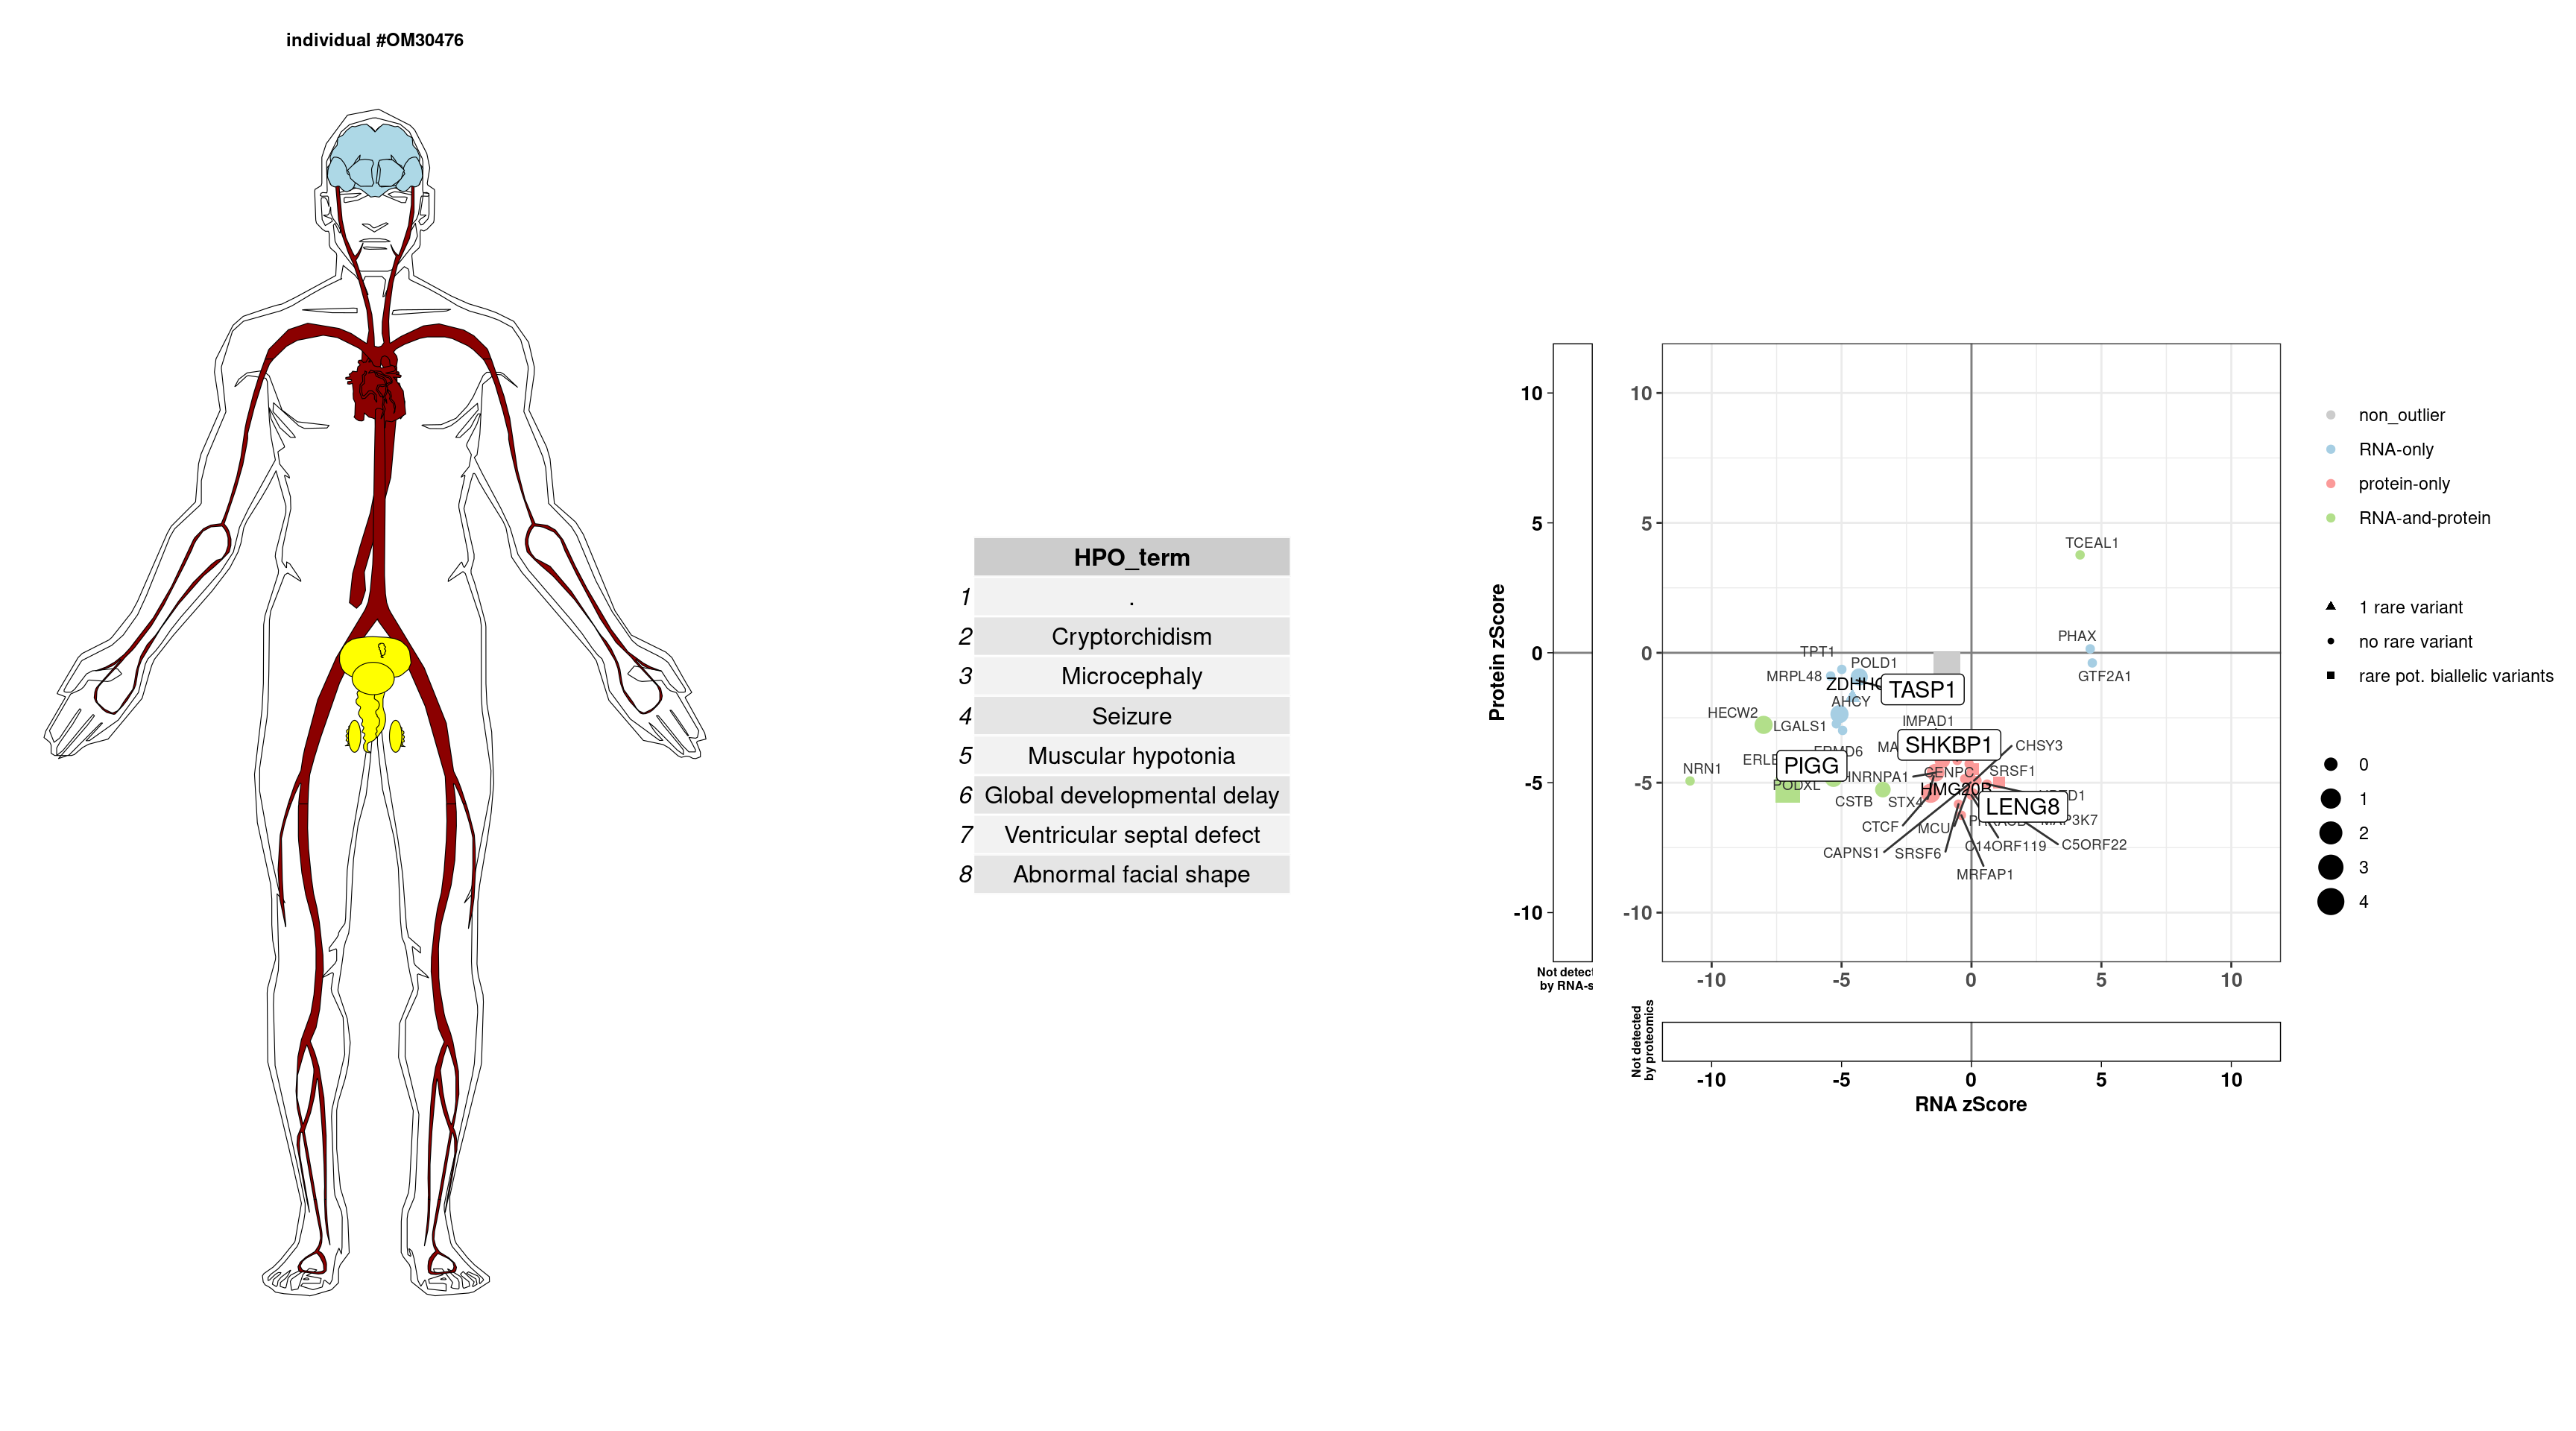 individual #OM30476
HPO_term
1 .
2 Cryptorchidism
3 Microcephaly
4 Seizure
5 Muscular hypotonia
6 Global developmental delay
7 Ventricular septal defect
8 Abnormal facial shape
Protein zScore
10
5
0
-5
-10
Not detect
by RNA-s
10
5
0
-5
-10
TCEAL1
PHAX
GTF2A1
TPT1
POLD1
MRPL48
TASP1
AHCY
HECW2
LGALS1
IMPAD1
SHKBP1
CHSY3
PIGG
NRN1
PODXL
CENPC
SRSF1
HMG20B
LENG8
CSTB
STX4
CTCF
MCU
CAPNS1
SRSF6
C14ORF119
C5ORF22
MRFAP1
-10
-5
0
5
10
Not detected
by proteomics
-10
-5
0
5
10
RNA zScore
non_outlier
RNA-only
protein-only
RNA-and-protein
1 rare variant
no rare variant
rare pot. biallelic variants
0
1
2
3
4